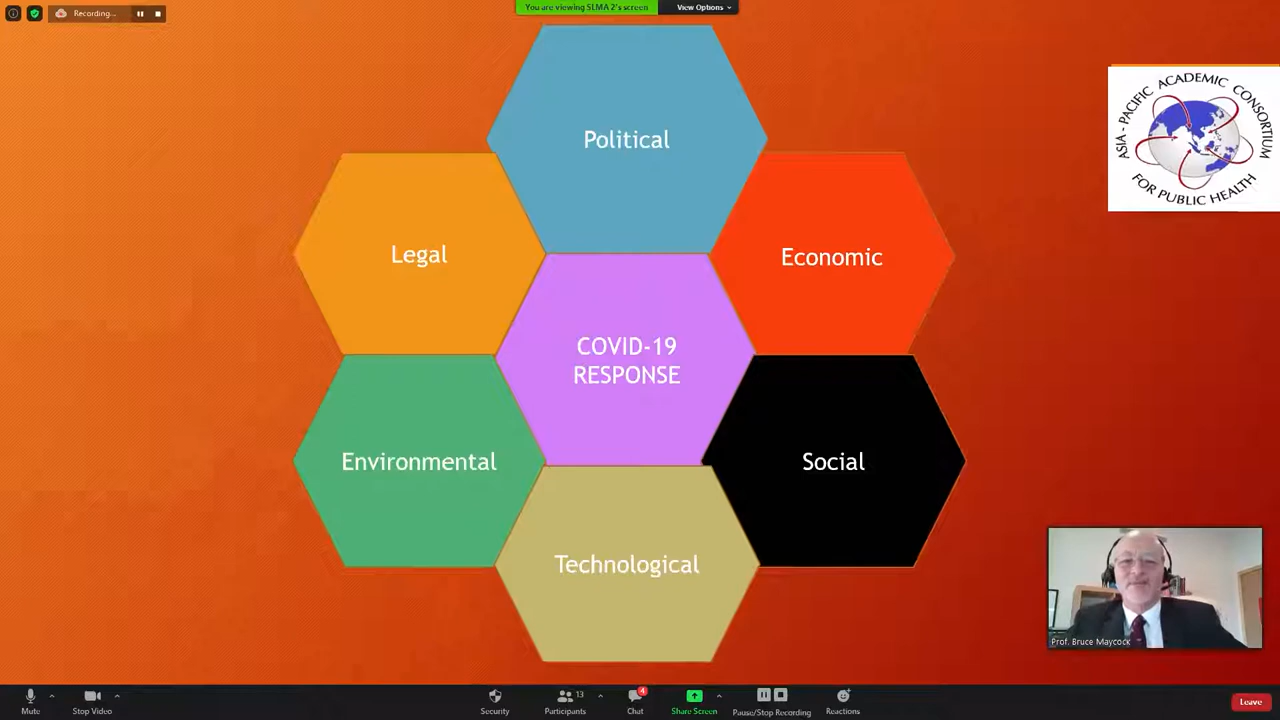 Recording...
You are viewing SLMA 2's screen
View Options
Political
ASIA - PACIFIC ACADEMIC CONSORTIUM
FOR PUBLIC HEALTH
Legal
Economic
COVID-19
RESPONSE
Environmental
Social
Technological
Prof. Bruce Maycock
Mute
Stop Video
Security
13
Participants
4
Chat
Share Screen
Pause/Stop Recording
Reactions
Leave